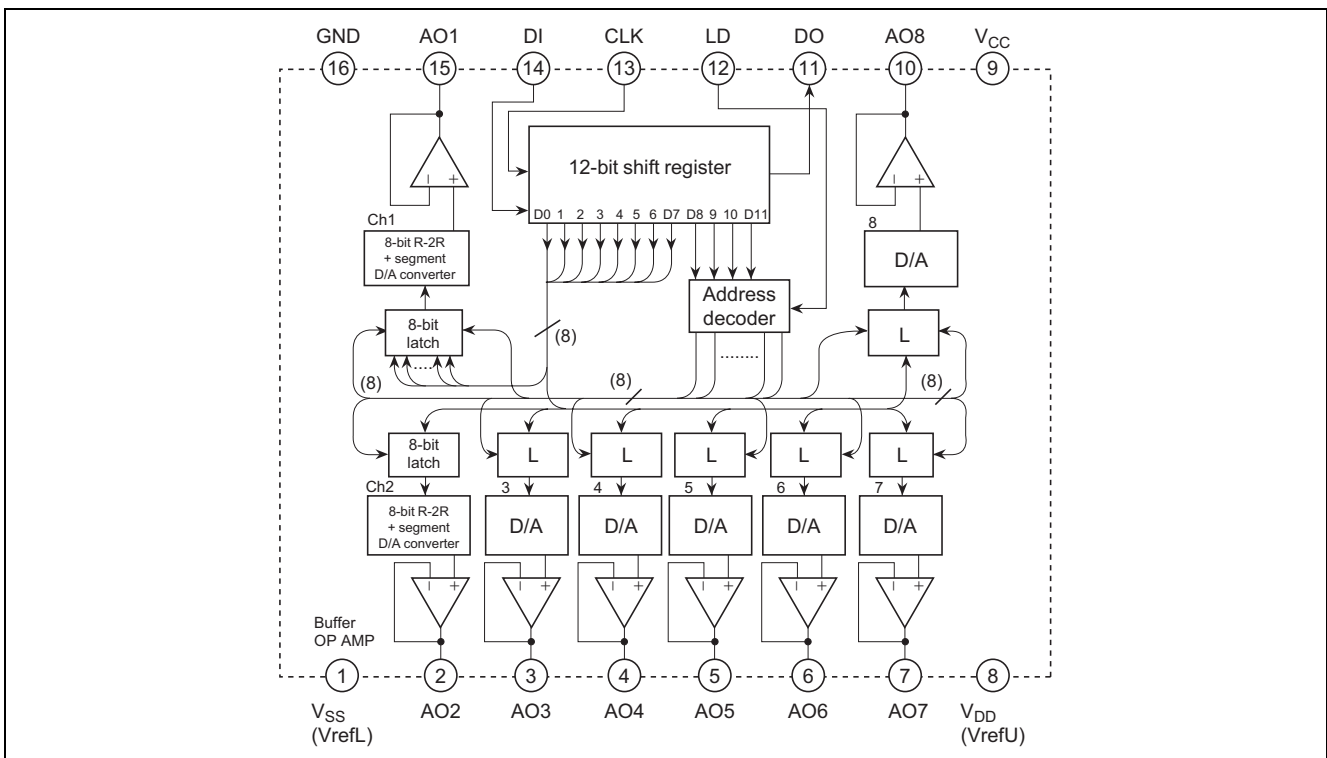 GND AO1 DI CLK LD DO AO8 VCC
16 15 14 13 12 11 10 9
12-bit shift register
D0 1 2 3 4 5 6 D7 D8 9 10 D11
− +
− +
Ch1
8-bit R-2R
+ segment
D/A converter
8
D/A
Address
decoder
8-bit
latch
(8)
L
(8)
(8)
(8)
8-bit
latch
L L L L L
Ch2 3 4 5 6 7
8-bit R-2R
+ segment
D/A converter
D/A D/A D/A D/A D/A
− + − + − + − + − + − +
Buffer
OP AMP
1 2 3 4 5 6 7 8
VSS AO2 AO3 AO4 AO5 AO6 AO7 VDD
(VrefL) (VrefU)